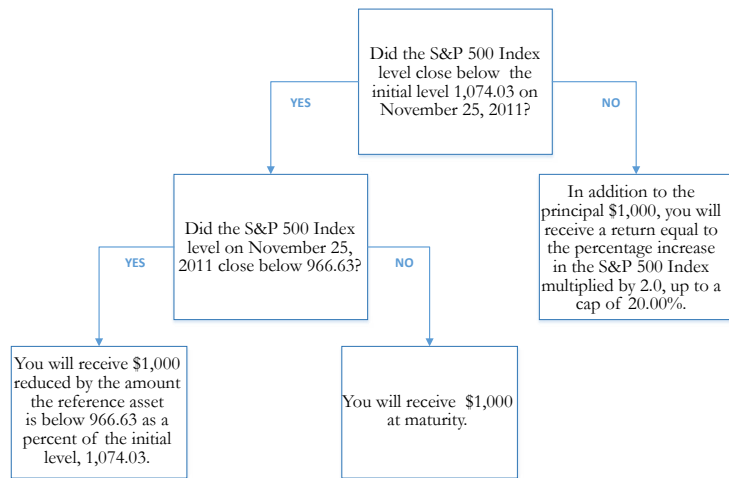 Did the S&P 500 Index
level close below the
initial level 1,074.03 on
November 25, 2011?
YES
NO
Did the S&P 500 Index
level on November 25,
2011 close below 966.63?
In addition to the
principal $1,000, you will
receive a return equal to
the percentage increase
in the S&P 500 Index
multiplied by 2.0, up to a
cap of 20.00%.
YES
NO
You will receive $1,000
reduced by the amount
the reference asset
is below 966.63 as a
percent of the initial
level, 1,074.03.
You will receive $1,000
at maturity.